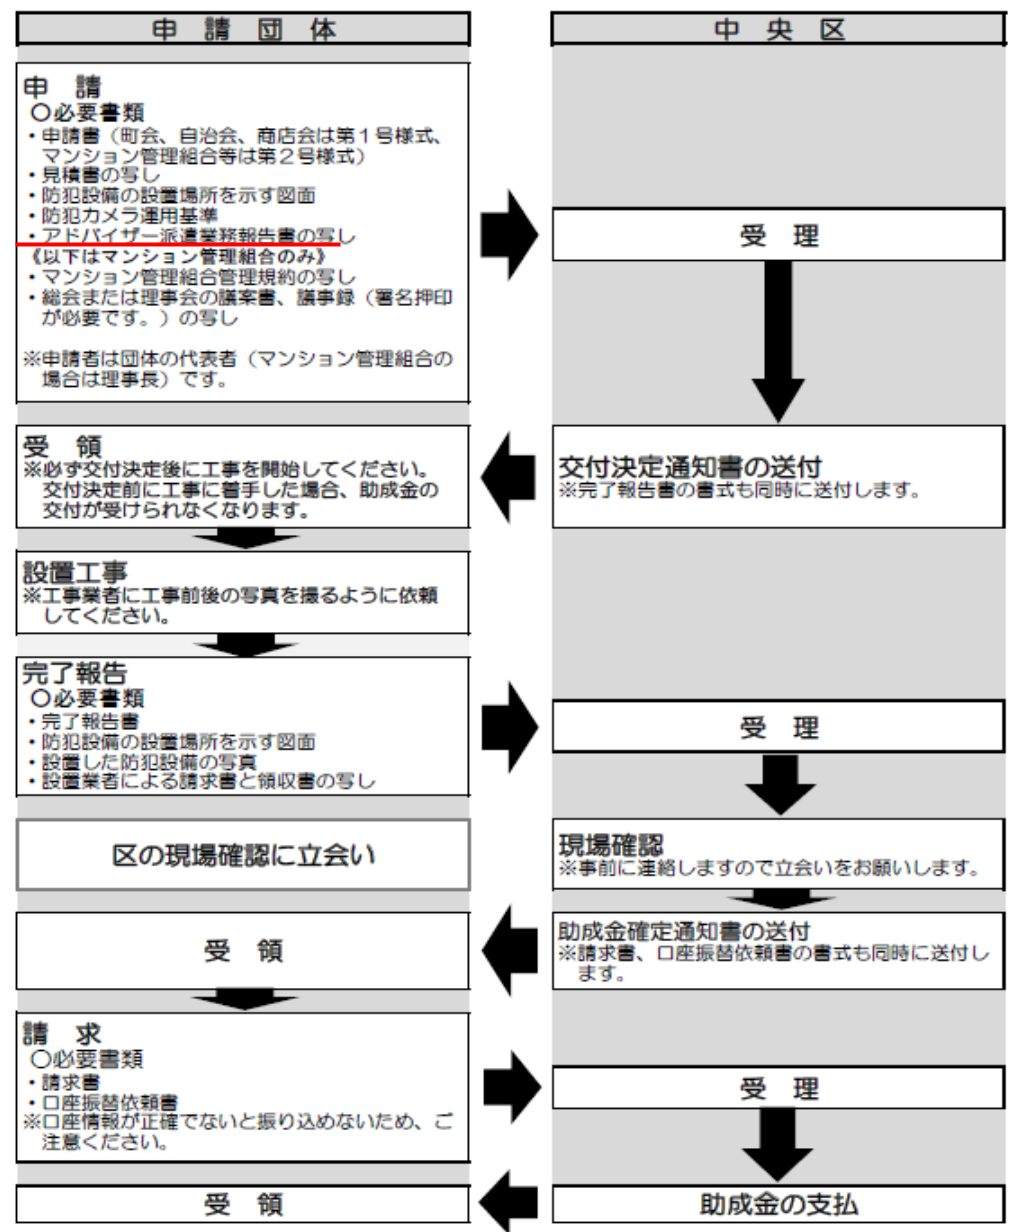 申 請 団 体
中 央 区
申 請
〇必要書類
・申請書（町会、自治会、商店会は第１号様式、
マンション管理組合等は第２号様式）
・見積書の写し
・防犯設備の設置場所を示す図面
・防犯カメラ運用基準
・アドバイザー派遣業務報告書の写し
《以下はマンション管理組合のみ》
・マンション管理組合管理規約の写し
・総会または理事会の議案書、議事録（署名押印
が必要です。）の写し
※申請者は団体の代表者（マンション管理組合の
場合は理事長）です。
受 理
受 領
※必ず交付決定後に工事を開始してください。
交付決定前に工事に着手した場合、助成金の
交付が受けられなくなります。
交付決定通知書の送付
※完了報告書の書式も同時に送付します。
設置工事
※工事業者に工事前後の写真を撮るように依頼
してください。
完了報告
〇必要書類
・完了報告書
・防犯設備の設置場所を示す図面
・設置した防犯設備の写真
・設置業者による請求書と領収書の写し
受 理
区の現場確認に立会い
現場確認
※事前に連絡しますので立会いをお願いします。
受 領
助成金確定通知書の送付
※請求書、口座振替依頼書の書式も同時に送付し
ます。
請 求
〇必要書類
・請求書
・口座振替依頼書
※口座情報が正確でないと振り込めないため、ご
注意ください。
受 理
受 領
助成金の支払